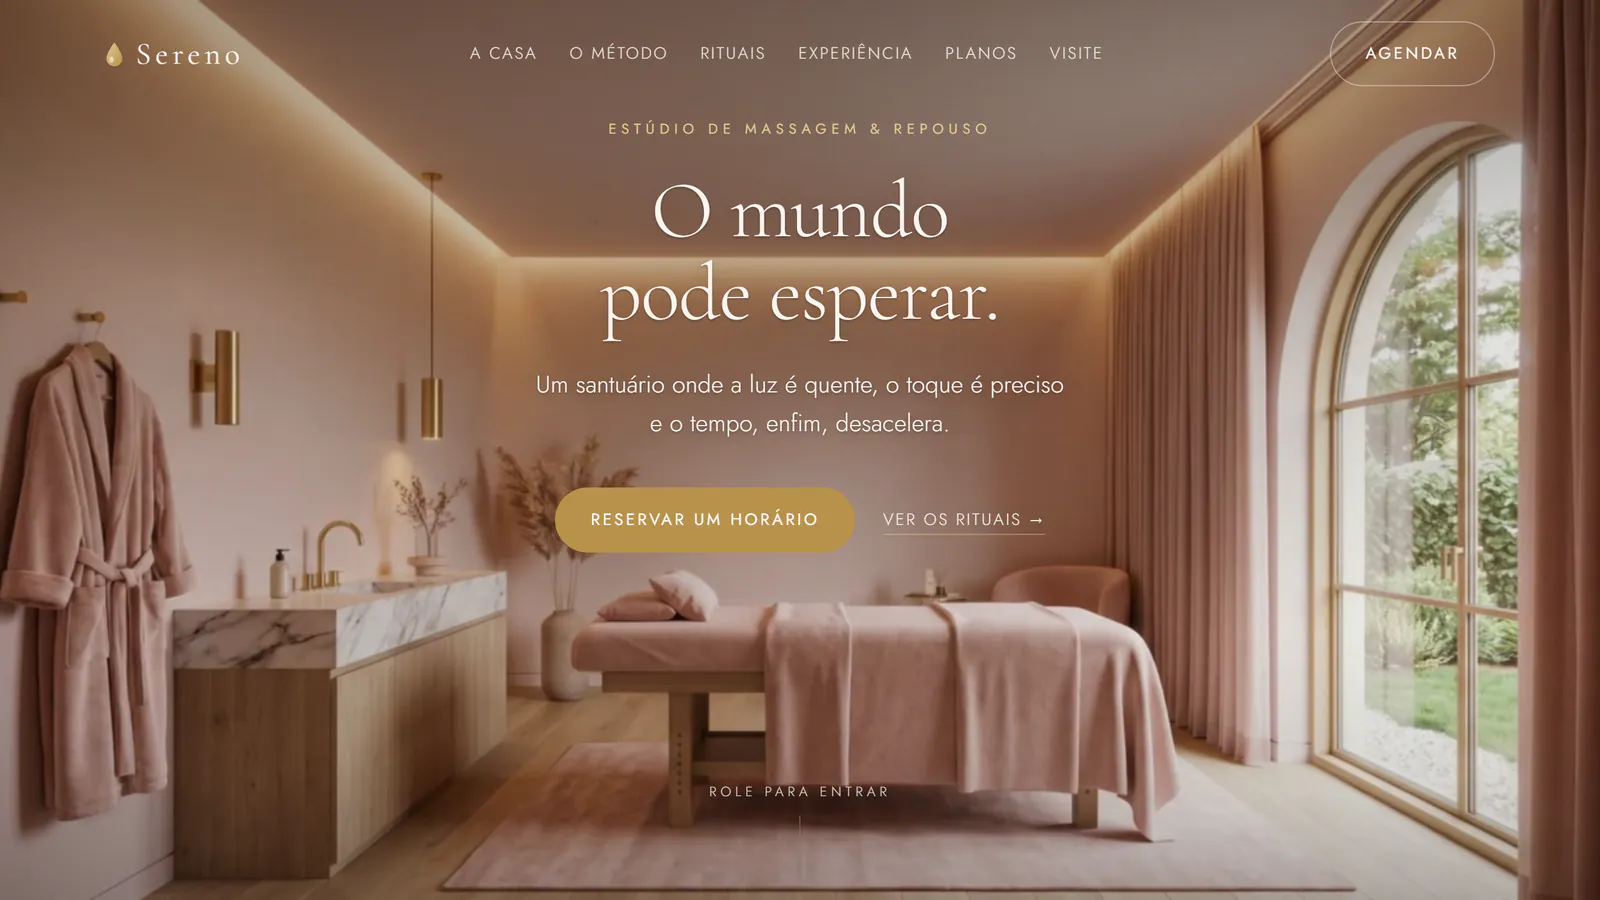 Sereno
A CASA
O MÉTODO
RITUAIS
EXPERIÊNCIA
PLANOS
VISITE
AGENDAR
ESTÚDIO DE MASSAGEM & REPOUSO
O mundo
pode esperar.
Um santuário onde a luz é quente, o toque é preciso
e o tempo, enfim, desacelera.
RESERVAR UM HORÁRIO
VER OS RITUAIS →
ROLE PARA ENTRAR